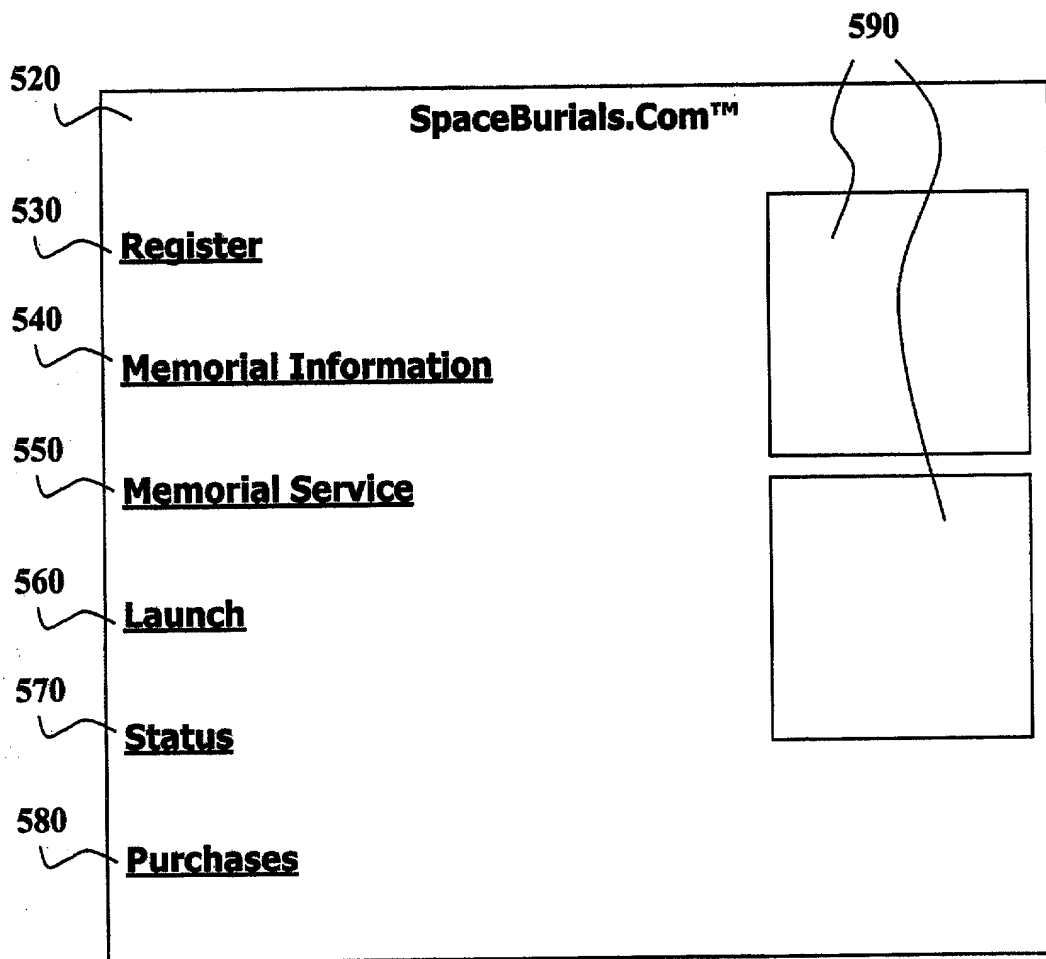 590
520
SpaceBurials.Com™
530
Register
540
Memorial Information
550
Memorial Service
560
Launch
570
Status
580
Purchases